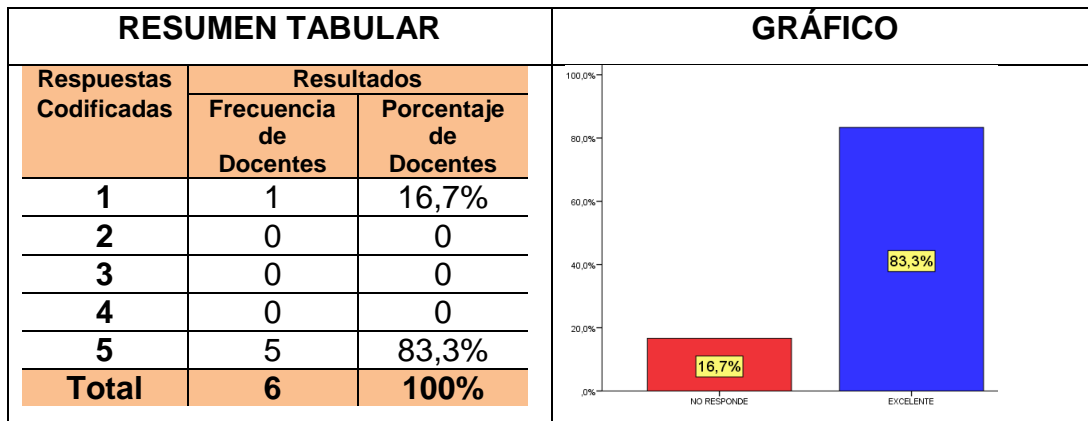 RESUMEN TABULAR
GRÁFICO
Respuestas Codificadas
Resultados
Frecuencia de Docentes
Porcentaje de Docentes
1 1 16,7%
2 0 0
3 0 0
4 0 0
5 5 83,3%
Total 6 100%
100,0%
80,0%
60,0%
40,0%
20,0%
,0%
16,7%
83,3%
NO RESPONDE
EXCELENTE